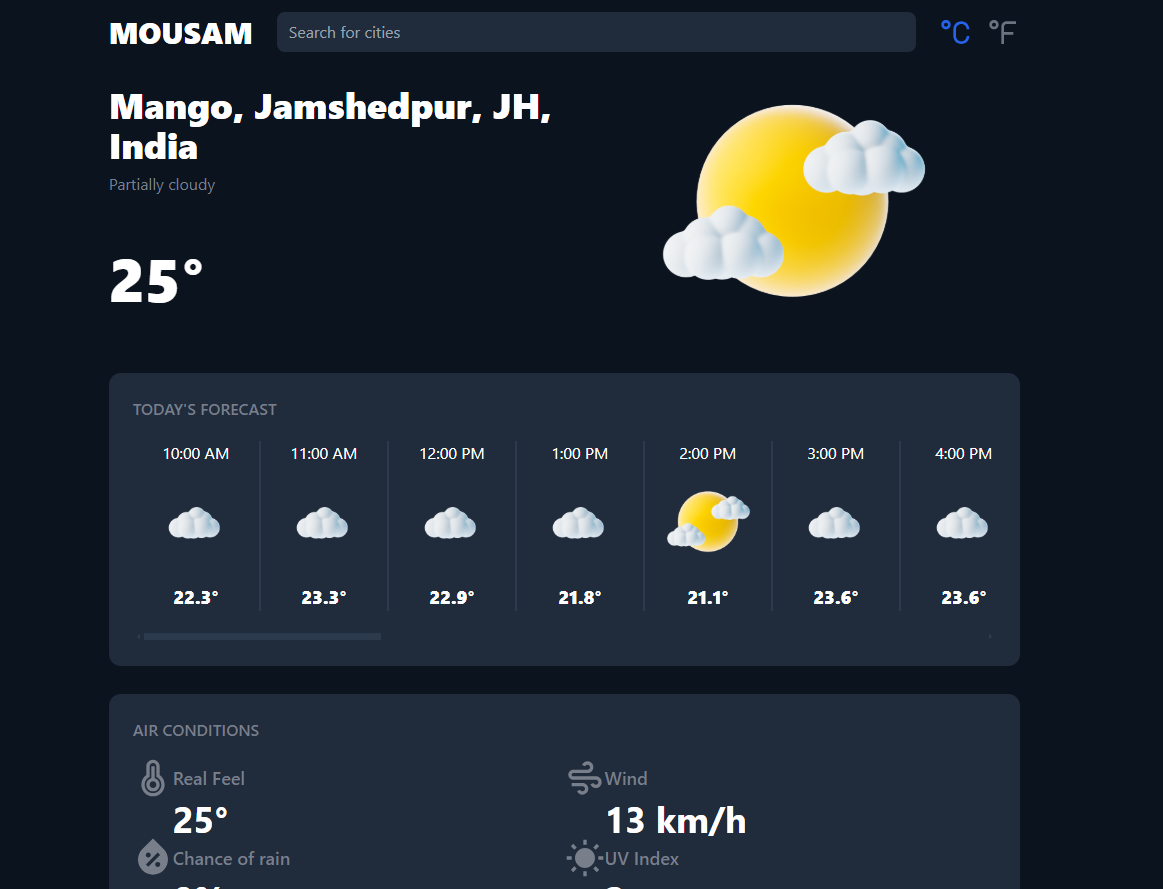 MOUSAM
Search for cities
°C °F
Mango, Jamshedpur, JH,
India
Partially cloudy
25°
TODAY'S FORECAST
10:00 AM 11:00 AM 12:00 PM 1:00 PM 2:00 PM 3:00 PM 4:00 PM
22.3° 23.3° 22.9° 21.8° 21.1° 23.6° 23.6°
AIR CONDITIONS
Real Feel Wind
25° 13 km/h
Chance of rain UV Index